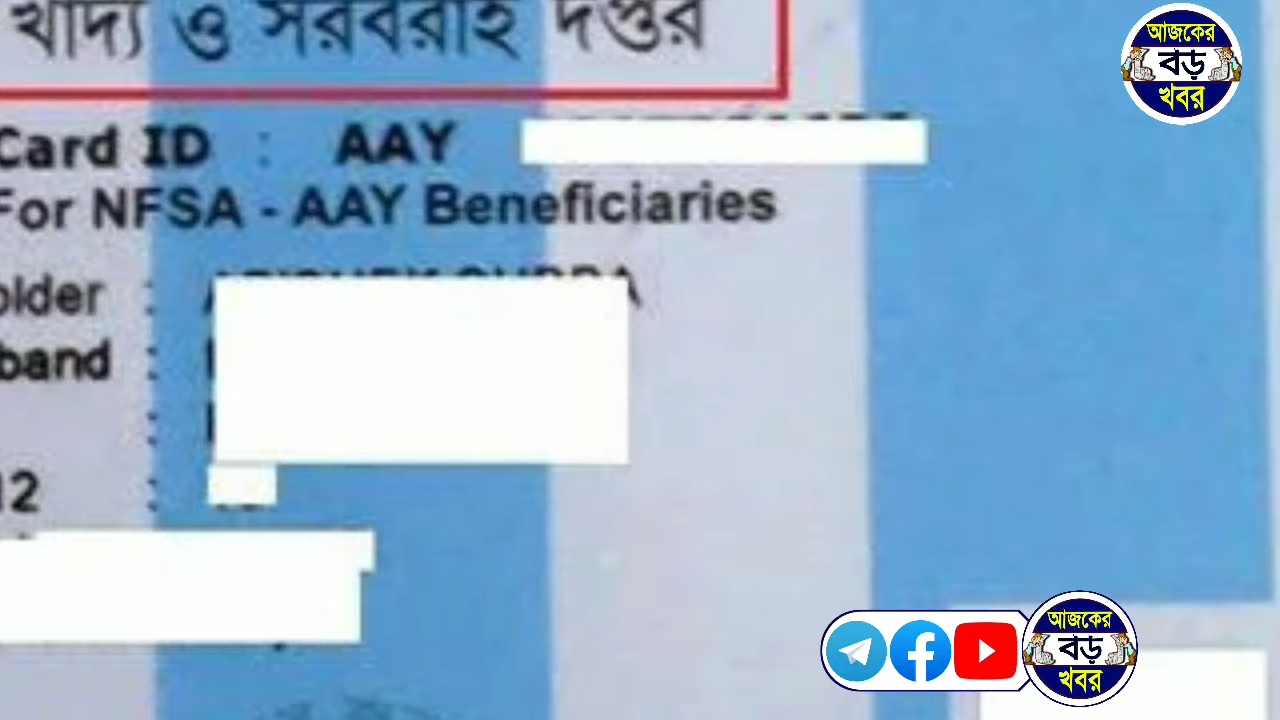 খাদ্য ও সরবরাহ দপ্তর
আজকের
বড়
খবর
Card ID : AAY
For NFSA - AAY Beneficiaries
older :
band :
:
12 :
আজকের
বড়
খবর